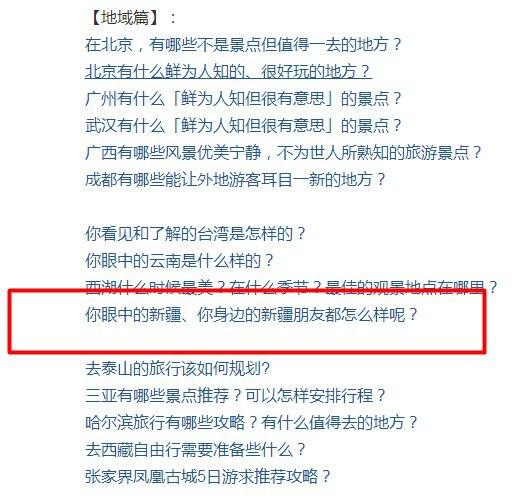 【地域篇】：
在北京，有哪些不是景点但值得一去的地方？
北京有什么鲜为人知的、很好玩的地方？
广州有什么「鲜为人知但很有意思」的景点？
武汉有什么「鲜为人知但很有意思」的景点？
广西有哪些风景优美宁静，不为世人所熟知的旅游景点？
成都有哪些能让外地游客耳目一新的地方？
你看见和了解的台湾是怎样的？
你眼中的云南是什么样的？
西湖什么时候最美？在什么季节？最佳的观景地点在哪里？
你眼中的新疆、你身边的新疆朋友都怎么样呢？
去泰山的旅行该如何规划?
三亚有哪些景点推荐？可以怎样安排行程？
哈尔滨旅行有哪些攻略？有什么值得去的地方？
去西藏自由行需要准备些什么？
张家界凤凰古城5日游求推荐攻略？